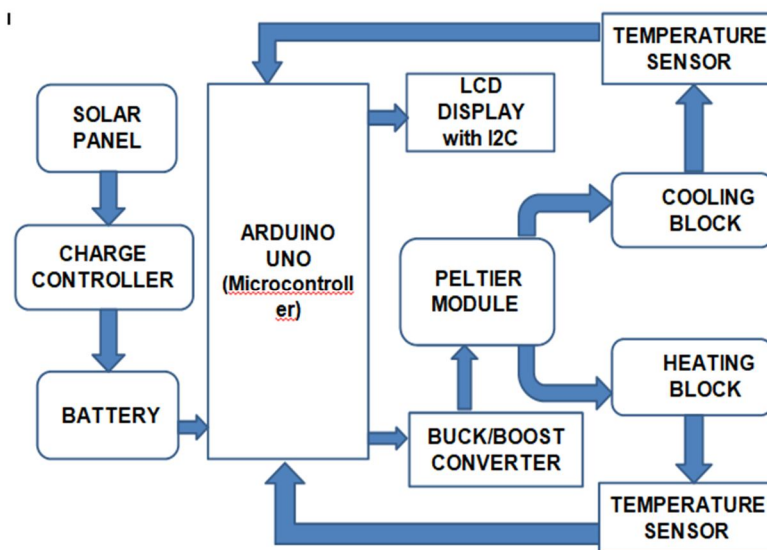 I
TEMPERATURE
SENSOR
LCD
DISPLAY
with I2C
SOLAR
PANEL
COOLING
BLOCK
CHARGE
CONTROLLER
ARDUINO
UNO
(Microcontroll
er)
PELTIER
MODULE
HEATING
BLOCK
BATTERY
BUCK/BOOST
CONVERTER
TEMPERATURE
SENSOR